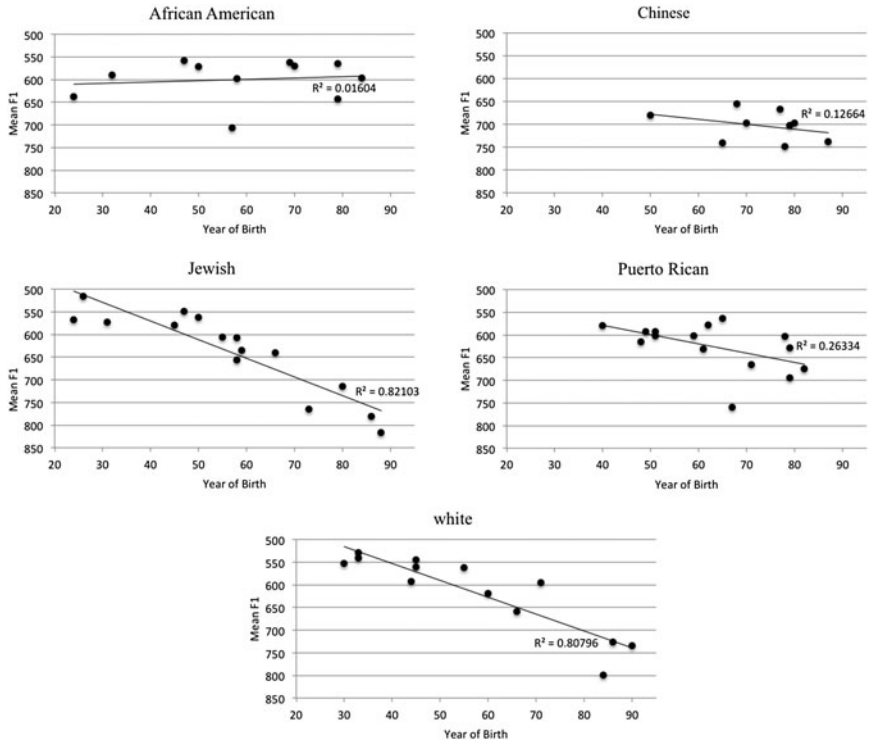 African American
Mean F1
500
550
600
650
700
750
800
850
R² = 0.01604
20 30 40 50 60 70 80 90
Year of Birth
Chinese
Mean F1
500
550
600
650
700
750
800
850
R² = 0.12664
20 30 40 50 60 70 80 90
Year of Birth
Jewish
Mean F1
500
550
600
650
700
750
800
850
R² = 0.82103
20 30 40 50 60 70 80 90
Year of Birth
Puerto Rican
Mean F1
500
550
600
650
700
750
800
850
R² = 0.26334
20 30 40 50 60 70 80 90
Year of Birth
white
Mean F1
500
550
600
650
700
750
800
850
R² = 0.80796
20 30 40 50 60 70 80 90
Year of Birth